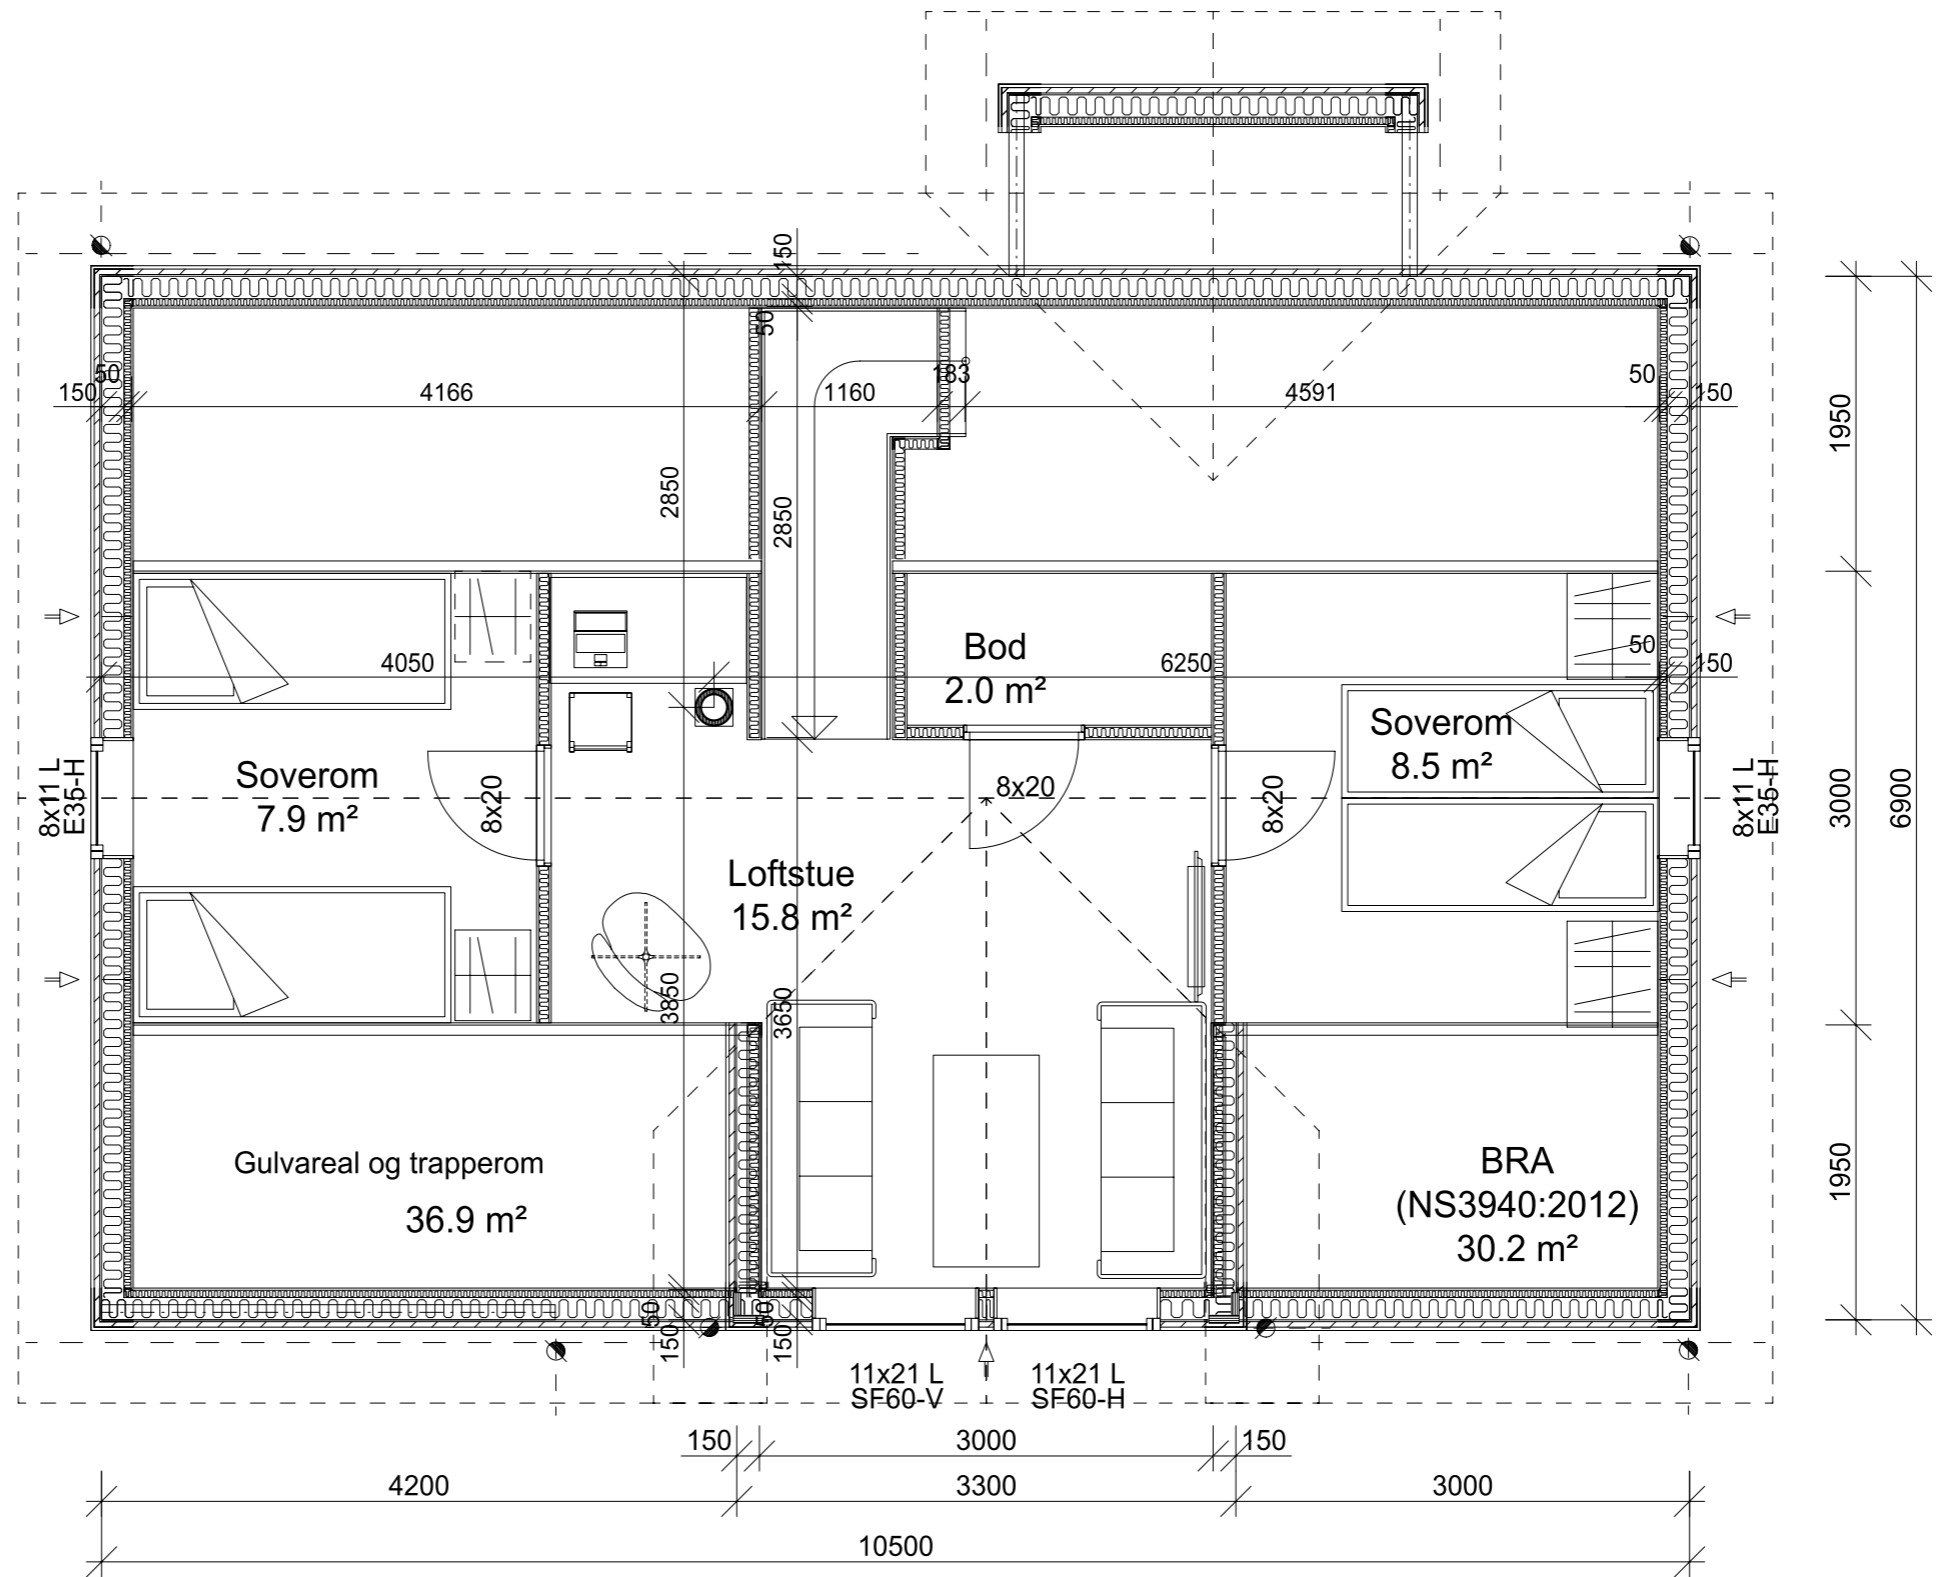 150
50
150
50
4166
1160
183
4591
50
150
1950
2850
2850
4050
6250
50
150
Bod
2.0 m²
Soverom
8.5 m²
Soverom
7.9 m²
8x11 L
E35-H
8x20
8x20
8x20
8x11 L
E35-H
3000
6900
Loftstue
15.8 m²
3850
3650
Gulvareal og trapperom
36.9 m²
BRA
(NS3940:2012)
30.2 m²
1950
50
150
50
150
11x21 L
SF60-V
11x21 L
SF60-H
150
3000
150
4200
3300
3000
10500